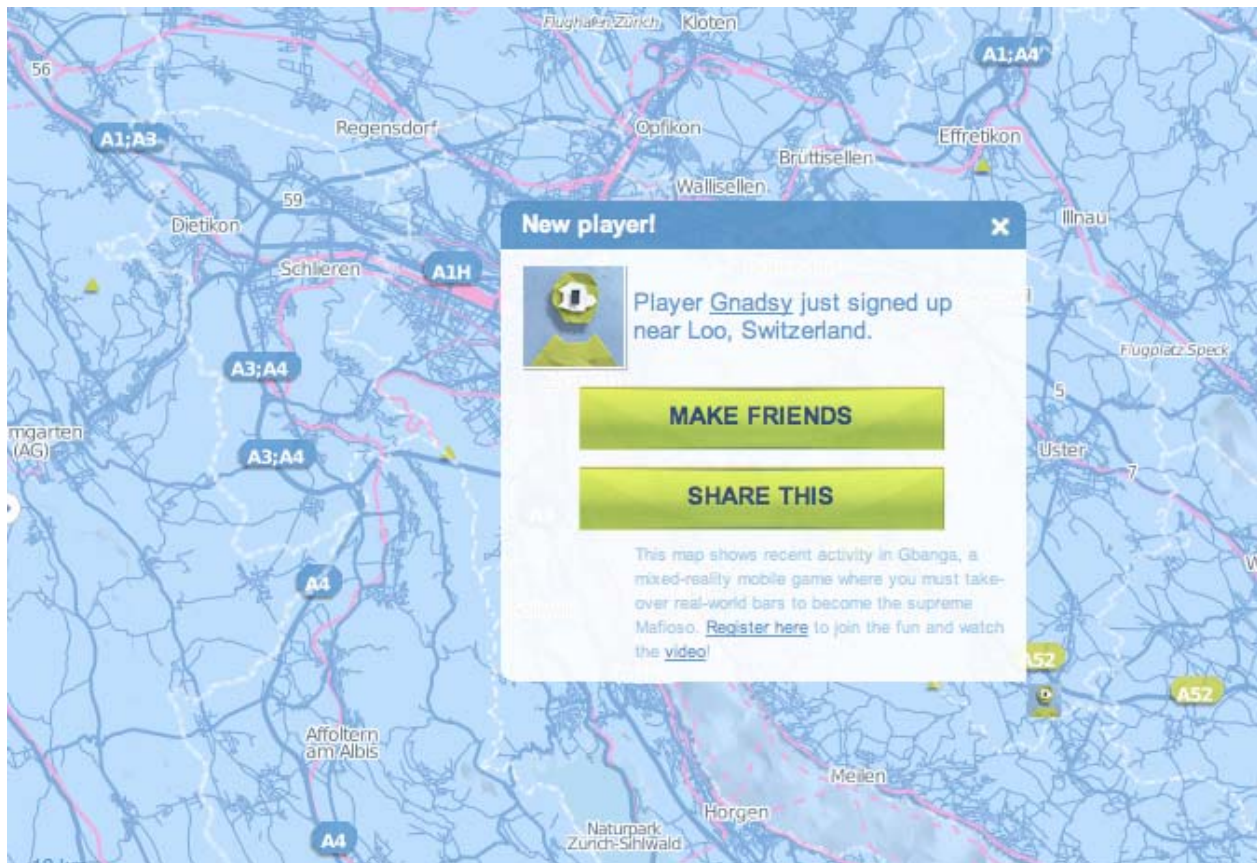 Flughafen Zürich
Kloten
A1;A4
56
A1;A3
Regensdorf
Opfikon
Effretikon
Brüttisellen
Wallisellen
59
Dietikon
Illnau
New player!
Schlieren
A1H
Player Gnadsy just signed up
near Loo, Switzerland.
Flugplatz Speck
A3;A4
5
MAKE FRIENDS
mgarten
(AG)
A3;A4
Uster
7
SHARE THIS
This map shows recent activity in Gbanga, a
mixed-reality mobile game where you must take-
over real-world bars to become the supreme
Mafioso. Register here to join the fun and watch
the video!
A4
A52
A52
Affoltern
am Albis
Meilen
Horgen
Naturpark
Zürich-Sihlwald
A4